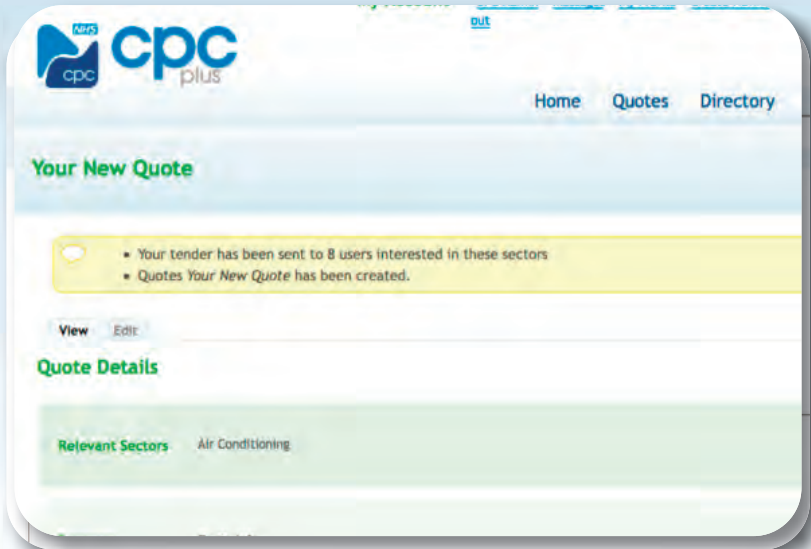 out
NHS
cpc
cpc
plus
Home Quotes Directory
Your New Quote
• Your tender has been sent to 8 users interested in these sectors
• Quotes Your New Quote has been created.
View Edit
Quote Details
Relevant Sectors Air Conditioning